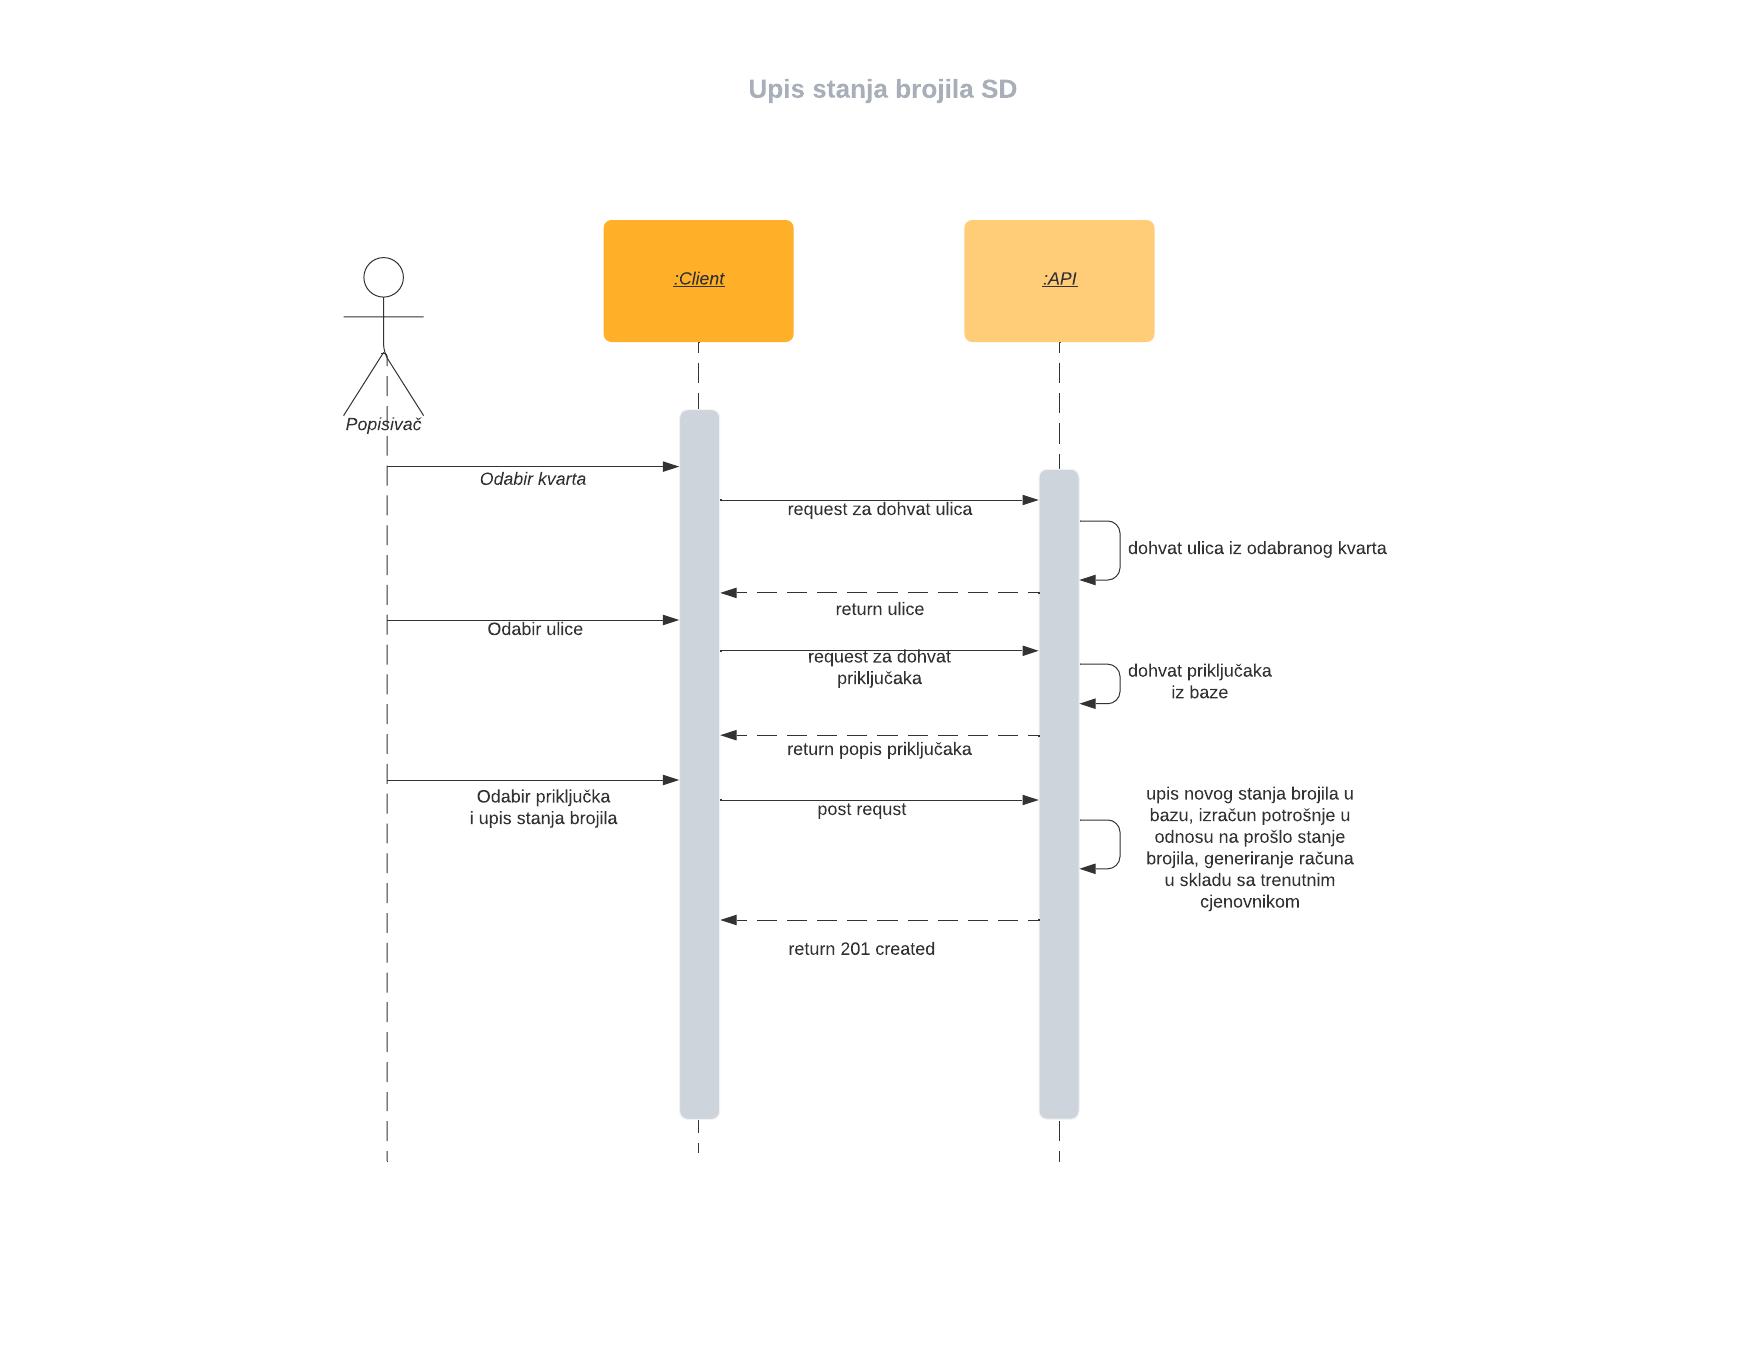 Upis stanja brojila SD
:Client
:API
Popisivač
Odabir kvarta
request za dohvat ulica
dohvat ulica iz odabranog kvarta
return ulice
Odabir ulice
request za dohvat
priključaka
dohvat priključaka
iz baze
return popis priključaka
Odabir priključka
i upis stanja brojila
post requst
upis novog stanja brojila u
bazu, izračun potrošnje u
odnosu na prošlo stanje
brojila, generiranje računa
u skladu sa trenutnim
cjenovnikom
return 201 created